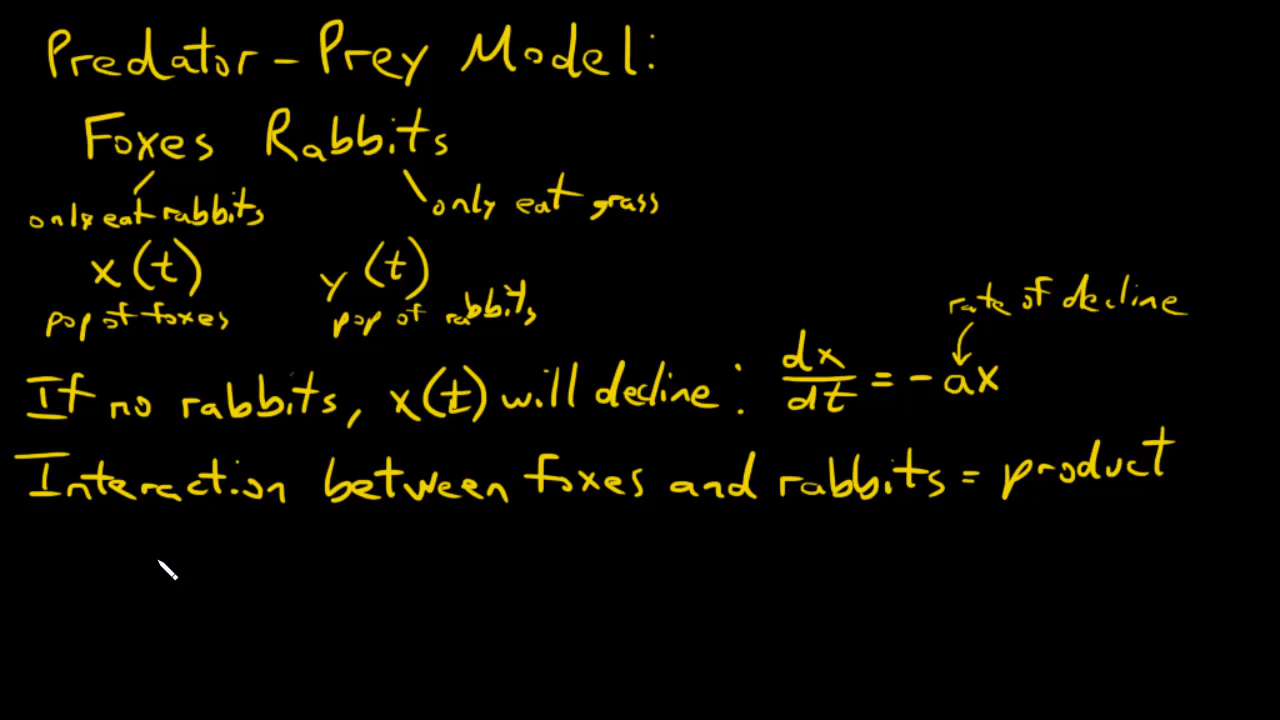 Predator - Prey Model:
Foxes Rabbits
only eat rabbits
only eat grass
x(t) y(t)
pop of foxes pop of rabbits
rate of decline
If no rabbits, x(t) will decline: dx/dt = -ax
Interaction between foxes and rabbits = product